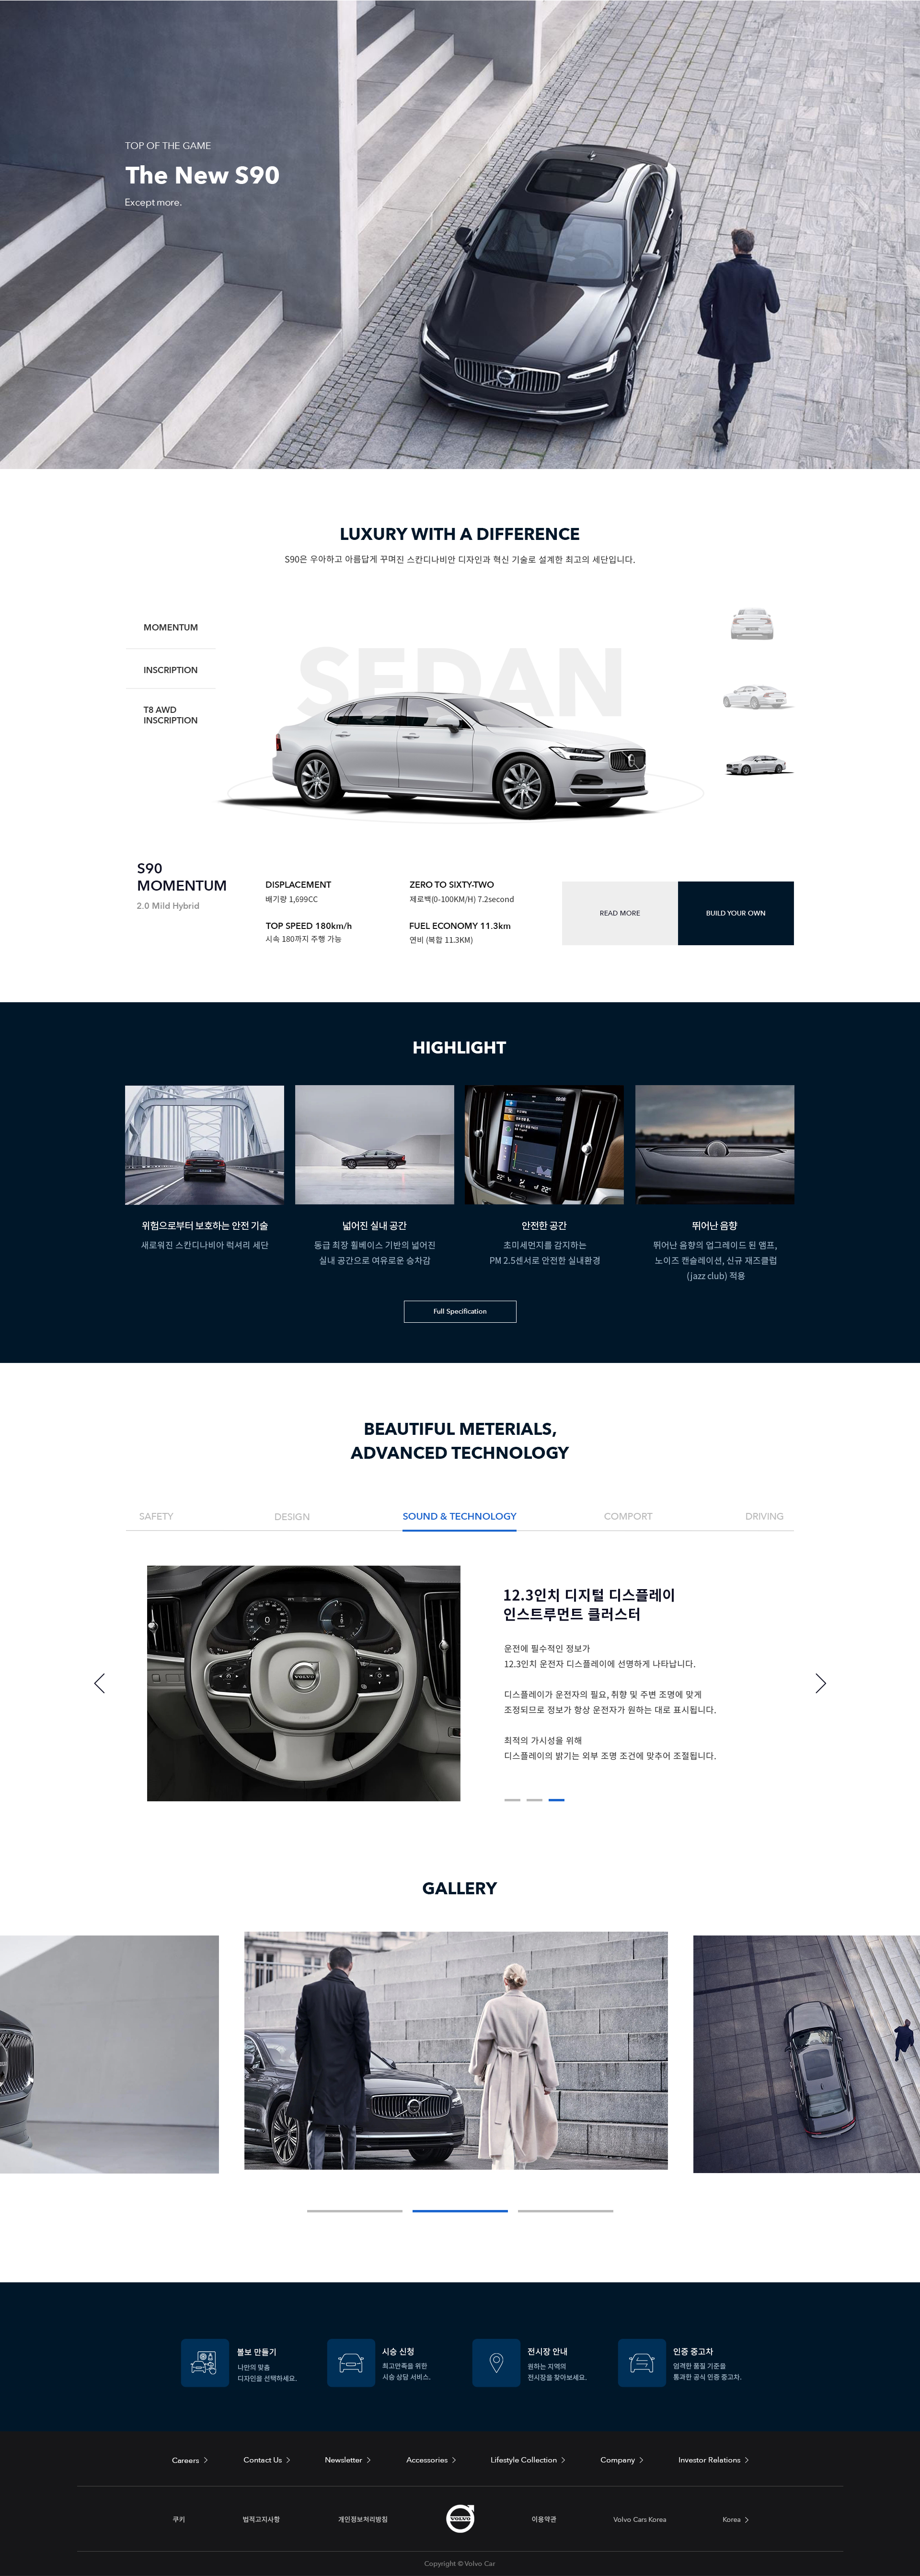 TOP OF THE GAME
The New S90
Except more.
LUXURY WITH A DIFFERENCE
S90은 우아하고 아름답게 꾸며진 스칸디나비안 디자인과 혁신 기술로 설계한 최고의 세단입니다.
MOMENTUM
INSCRIPTION
T8 AWD
INSCRIPTION
SEDAN
S90
MOMENTUM
2.0 Mild Hybrid
DISPLACEMENT
배기량 1,699CC
TOP SPEED 180km/h
시속 180까지 주행 가능
ZERO TO SIXTY-TWO
제로백(0-100KM/H) 7.2second
FUEL ECONOMY 11.3km
연비 (복합 11.3KM)
READ MORE
BUILD YOUR OWN
HIGHLIGHT
위험으로부터 보호하는 안전 기술
새로워진 스칸디나비아 럭셔리 세단
넓어진 실내 공간
동급 최장 휠베이스 기반의 넓어진
실내 공간으로 여유로운 승차감
안전한 공간
초미세먼지를 감지하는
PM 2.5센서로 안전한 실내환경
뛰어난 음향
뛰어난 음향의 업그레이드 된 앰프,
노이즈 캔슬레이션, 신규 재즈클럽
(jazz club) 적용
Full Specification
BEAUTIFUL METERIALS,
ADVANCED TECHNOLOGY
SAFETY
DESIGN
SOUND & TECHNOLOGY
COMPORT
DRIVING
VOLVO
12.3인치 디지털 디스플레이
인스트루먼트 클러스터
운전에 필수적인 정보가
12.3인치 운전자 디스플레이에 선명하게 나타납니다.
디스플레이가 운전자의 필요, 취향 및 주변 조명에 맞게
조정되므로 정보가 항상 운전자가 원하는 대로 표시됩니다.
최적의 가시성을 위해
디스플레이의 밝기는 외부 조명 조건에 맞추어 조절됩니다.
GALLERY
볼보 만들기
나만의 맞춤
디자인을 선택하세요.
시승 신청
최고만족을 위한
시승 상담 서비스.
전시장 안내
원하는 지역의
전시장을 찾아보세요.
인증 중고차
엄격한 품질 기준을
통과한 공식 인증 중고차.
Careers
Contact Us
Newsletter
Accessories
Lifestyle Collection
Company
Investor Relations
쿠키
법적고지사항
개인정보처리방침
VOLVO
이용약관
Volvo Cars Korea
Korea
Copyright © Volvo Car